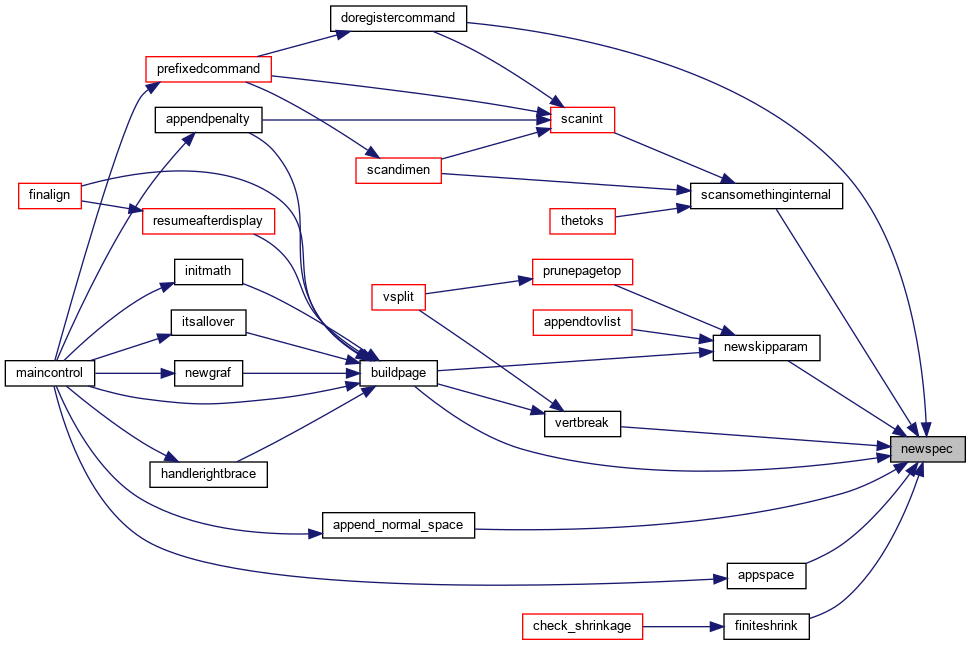 doregistercommand
prefixedcommand
appendpenalty
scanint
scandimen
finalign
scansomethinginternal
resumeafterdisplay
thetoks
initmath
prunepagetop
vsplit
itsallover
appendtovlist
newskipparam
maincontrol
newgraf
buildpage
vertbreak
newspec
handlerightbrace
append_normal_space
appspace
check_shrinkage
finiteshrink